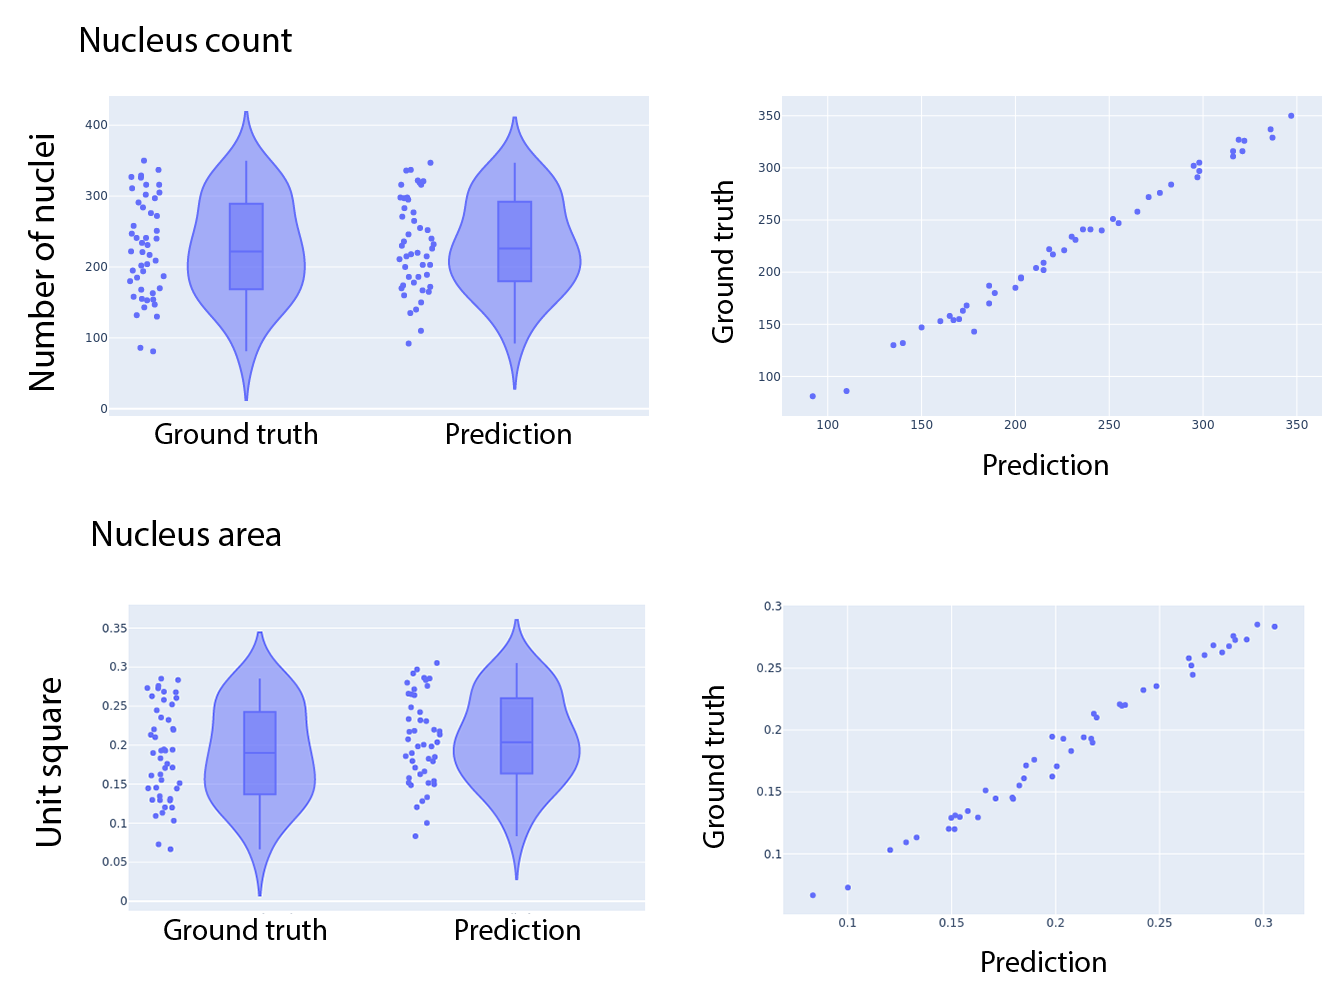 Nucleus count
Number of nuclei
400
300
200
100
0
Ground truth
Prediction
Ground truth
350
300
250
200
150
100
100
150
200
250
300
350
Prediction
Nucleus area
Unit square
0.35
0.3
0.25
0.2
0.15
0.1
0.05
0
Ground truth
Prediction
Ground truth
0.3
0.25
0.2
0.15
0.1
0.1
0.15
0.2
0.25
0.3
Prediction